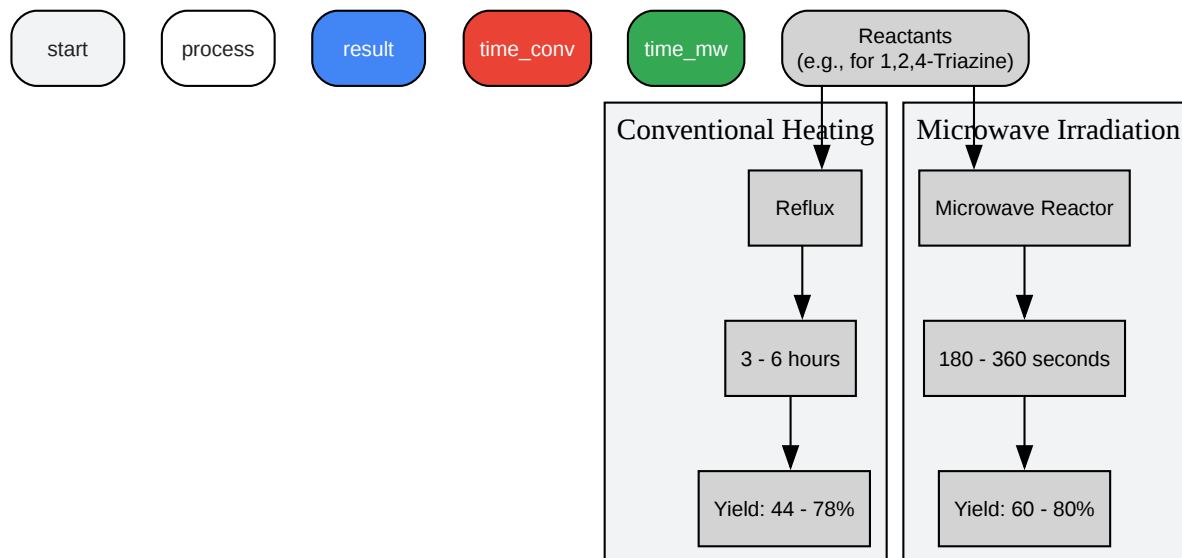 start
process
result
time_conv
time_mw
Reactants
(e.g., for 1,2,4-Triazine)
Conventional Heating
Reflux
3 - 6 hours
Yield: 44 - 78%
Microwave Irradiation
Microwave Reactor
180 - 360 seconds
Yield: 60 - 80%